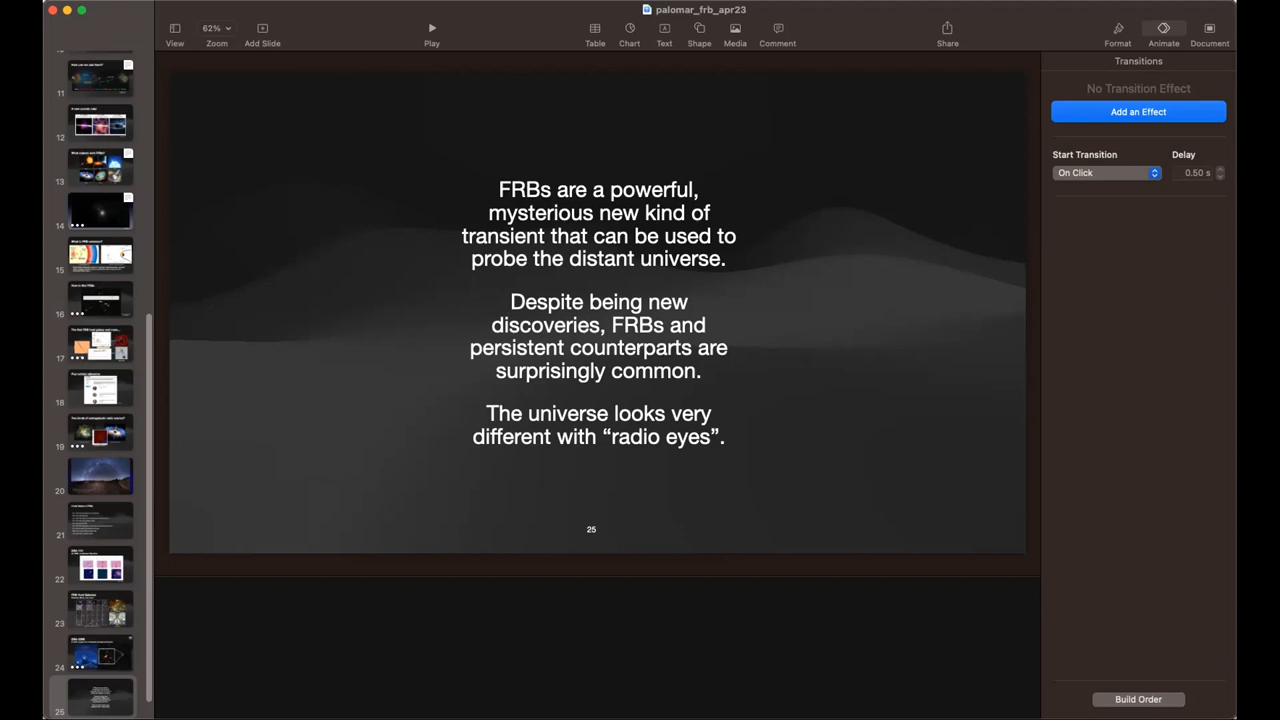 palomar_frb_apr23
62%
View
Zoom
Add Slide
Play
Table
Chart
Text
Shape
Media
Comment
Share
Format
Animate
Document
Transitions
No Transition Effect
Add an Effect
Start Transition
Delay
On Click
0.50 s
11
12
13
14
15
16
17
18
19
20
21
22
23
24
25
FRBs are a powerful,
mysterious new kind of
transient that can be used to
probe the distant universe.
Despite being new
discoveries, FRBs and
persistent counterparts are
surprisingly common.
The universe looks very
different with “radio eyes”.
25
Build Order